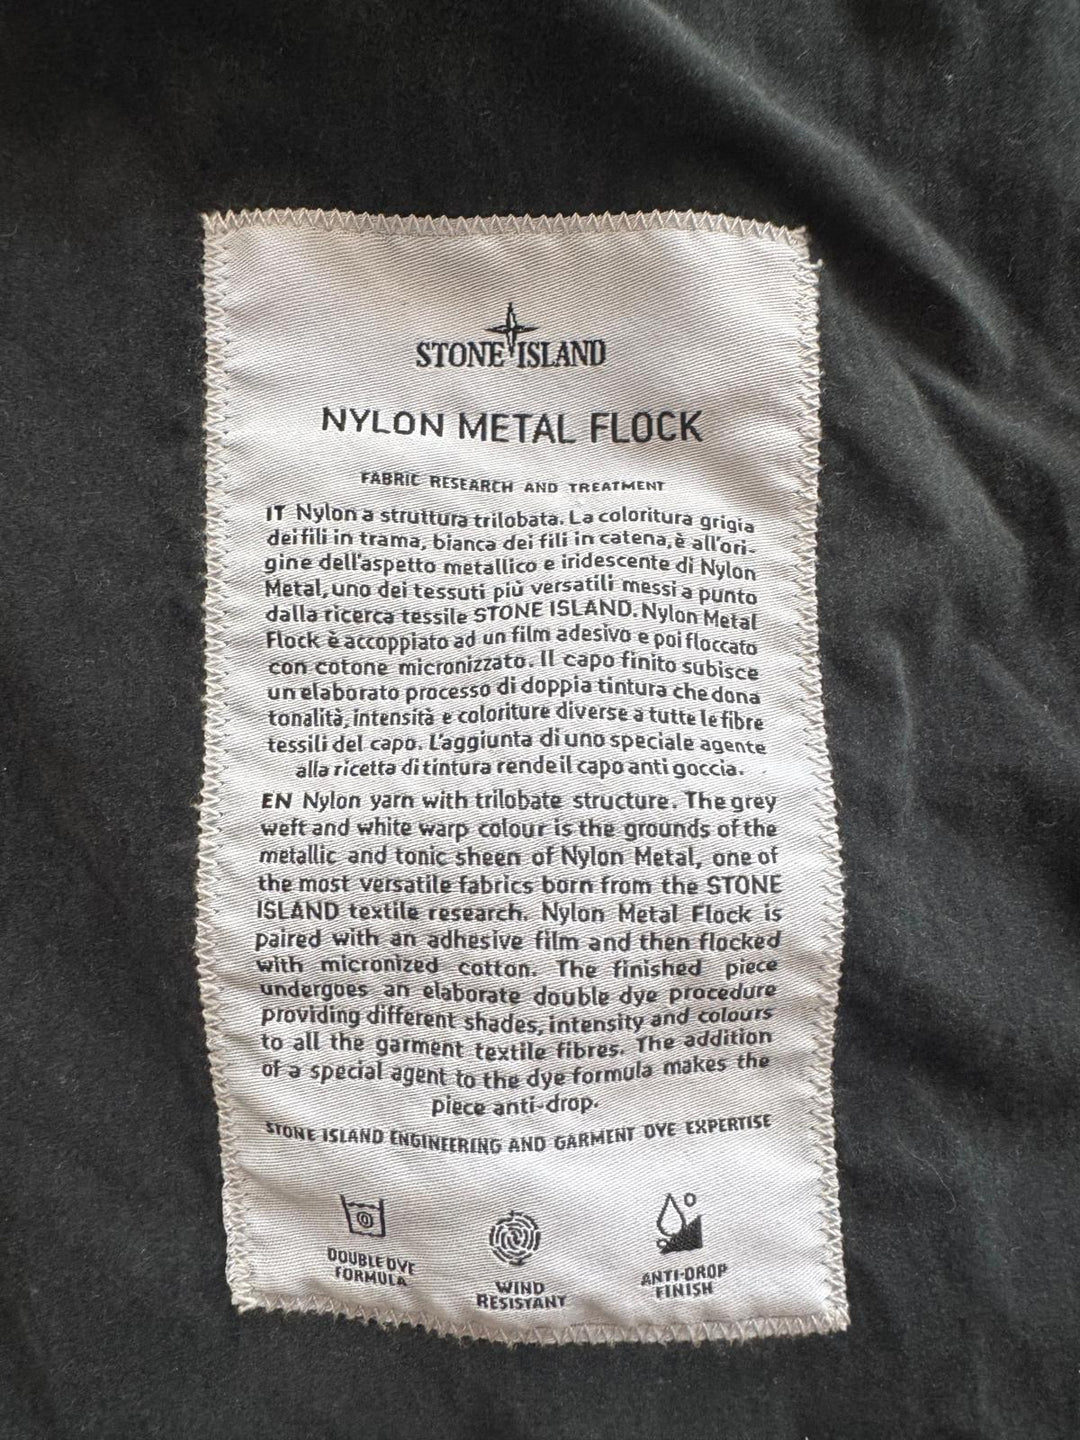 STONE ISLAND
NYLON METAL FLOCK
FABRIC RESEARCH AND TREATMENT
IT Nylon a struttura trilobata. La coloritura grigia
dei fili in trama, bianca dei fili in catena, è all'ori-
gine dell'aspetto metallico e iridescente di Nylon
Metal, uno dei tessuti più versatili messi a punto
dalla ricerca tessile STONE ISLAND. Nylon Metal
Flock è accoppiato ad un film adesivo e poi floccato
con cotone micronizzato. Il capo finito subisce
un elaborato processo di doppia tintura che dona
tonalità, intensità e coloriture diverse a tutte le fibre
tessili del capo. L'aggiunta di uno speciale agente
alla ricetta di tintura rende il capo anti goccia.
EN Nylon yarn with trilobate structure. The grey
weft and white warp colour is the grounds of the
metallic and tonic sheen of Nylon Metal, one of
the most versatile fabrics born from the STONE
ISLAND textile research. Nylon Metal Flock is
paired with an adhesive film and then flocked
with micronized cotton. The finished piece
undergoes an elaborate double dye procedure
providing different shades, intensity and colours
to all the garment textile fibres. The addition
of a special agent to the dye formula makes the
piece anti-drop.
STONE ISLAND ENGINEERING AND GARMENT DYE EXPERTISE
DOUBLE DYE
FORMULA
WIND
RESISTANT
ANTI-DROP
FINISH